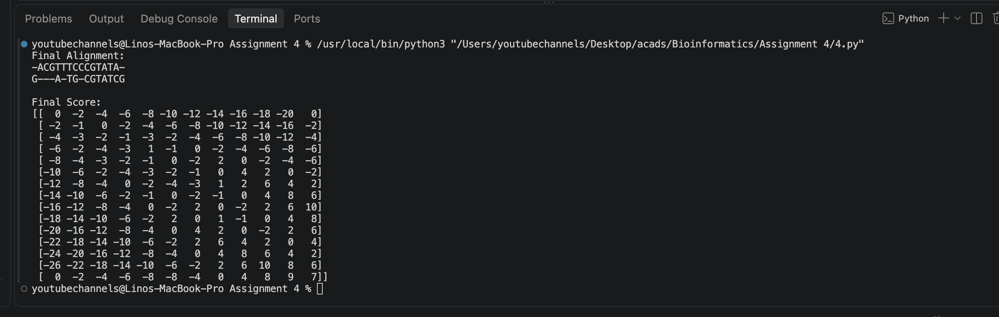 Problems Output Debug Console Terminal Ports Python
youtubechannels@Linos-MacBook-Pro Assignment 4 % /usr/local/bin/python3 "/Users/youtubechannels/Desktop/acads/Bioinformatics/Assignment 4/4.py"
Final Alignment:
-ACGTTTCCCGTATA-
G---A-TG-CGTATCG
Final Score:
[[  0  -2  -4  -6  -8 -10 -12 -14 -16 -18 -20   0]
 [ -2  -1   0  -2  -4  -6  -8 -10 -12 -14 -16  -2]
 [ -4  -3  -2  -1  -3  -2  -4  -6  -8 -10 -12  -4]
 [ -6  -2  -4  -3   1  -1   0  -2  -4  -6  -8  -6]
 [ -8  -4  -3  -2  -1   0  -2   2   0  -2  -4  -6]
 [-10  -6  -2  -4  -3  -2  -1   0   4   2   0  -2]
 [-12  -8  -4   0  -2  -4  -3   1   2   6   4   2]
 [-14 -10  -6  -2  -1   0  -2  -1   0   4   8   6]
 [-16 -12  -8  -4   0  -2   2   0  -2   2   6  10]
 [-18 -14 -10  -6  -2   2   0   1  -1   0   4   8]
 [-20 -16 -12  -8  -4   0   4   2   0  -2   2   6]
 [-22 -18 -14 -10  -6  -2   2   6   4   2   0   4]
 [-24 -20 -16 -12  -8  -4   0   4   8   6   4   2]
 [-26 -22 -18 -14 -10  -6  -2   2   6  10   8   6]
 [  0  -2  -4  -6  -8  -8  -4   0   4   8   9   7]]
youtubechannels@Linos-MacBook-Pro Assignment 4 %